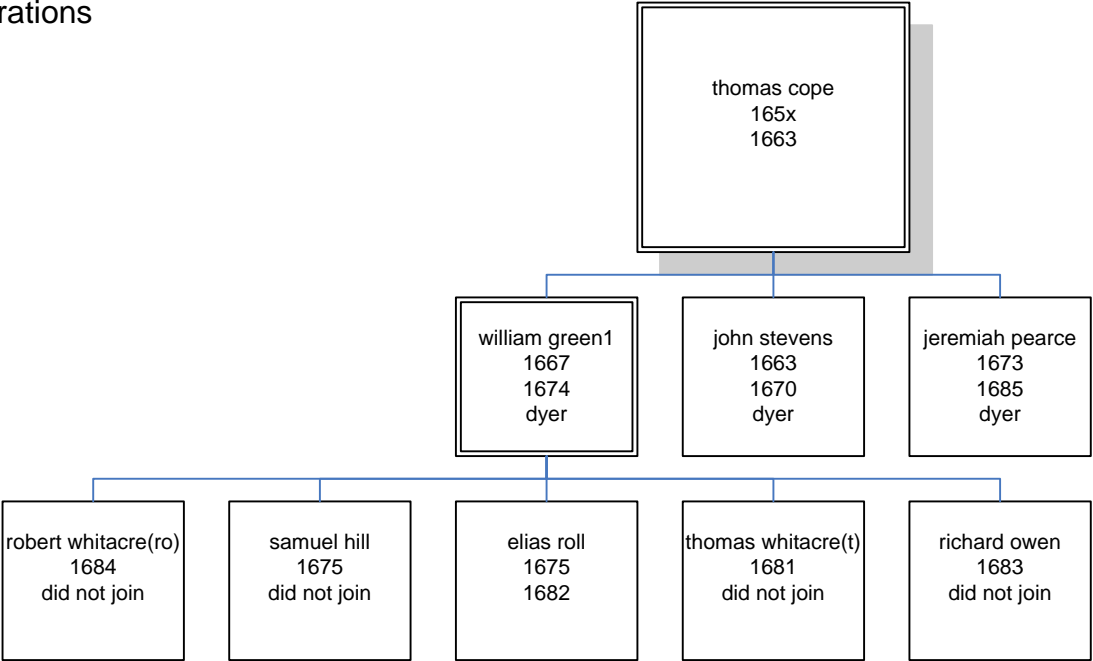 thomas cope
165x
1663
william green1
1667
1674
dyer
john stevens
1663
1670
dyer
jeremiah pearce
1673
1685
dyer
robert whitacre(ro)
1684
did not join
samuel hill
1675
did not join
elias roll
1675
1682
thomas whitacre(t)
1681
did not join
richard owen
1683
did not join